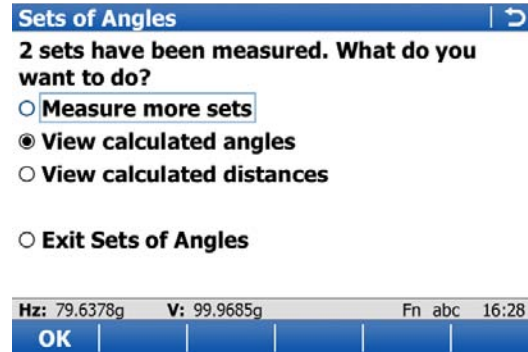 Sets of Angles
2 sets have been measured. What do you
want to do?
Measure more sets
View calculated angles
View calculated distances
Exit Sets of Angles
Hz: 79.6378g V: 99.9685g Fn abc 16:28
OK